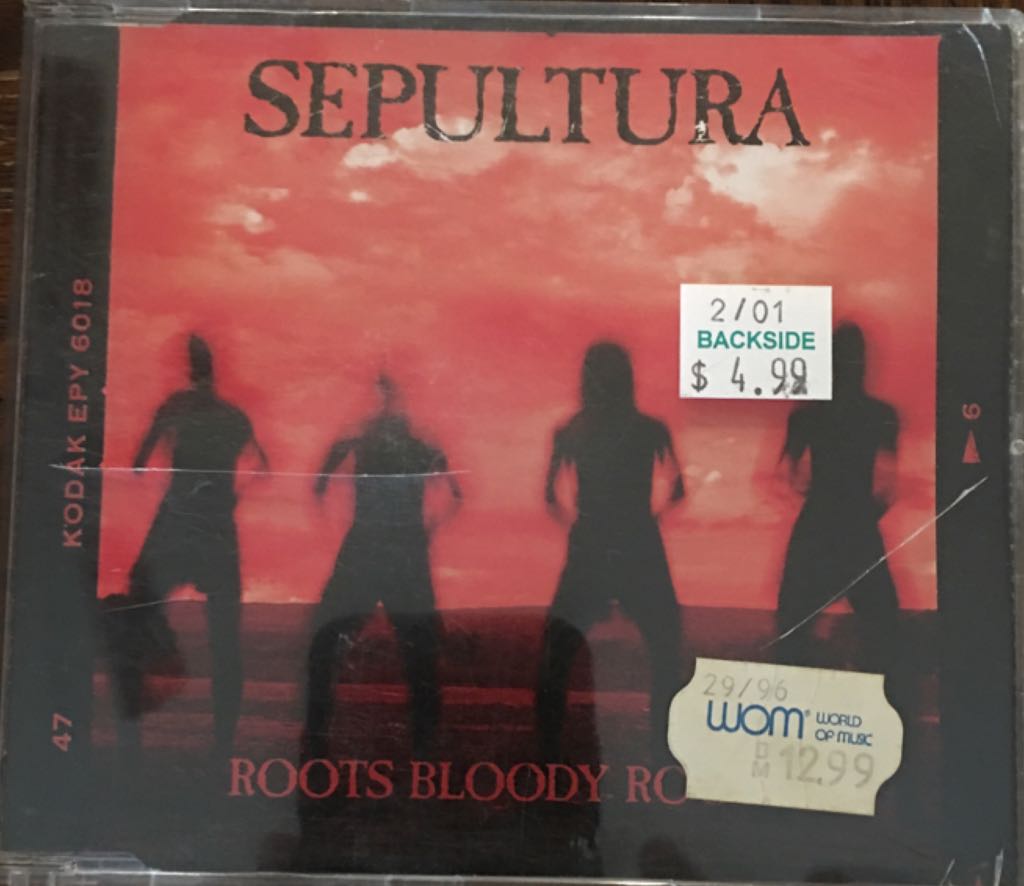 SEPULTURA
2/01
BACKSIDE
$ 4.99
KODAK EPY 6018
6
47
29/96
WOM® WORLD
OF MUSIC
DM 12.99
ROOTS BLOODY RO